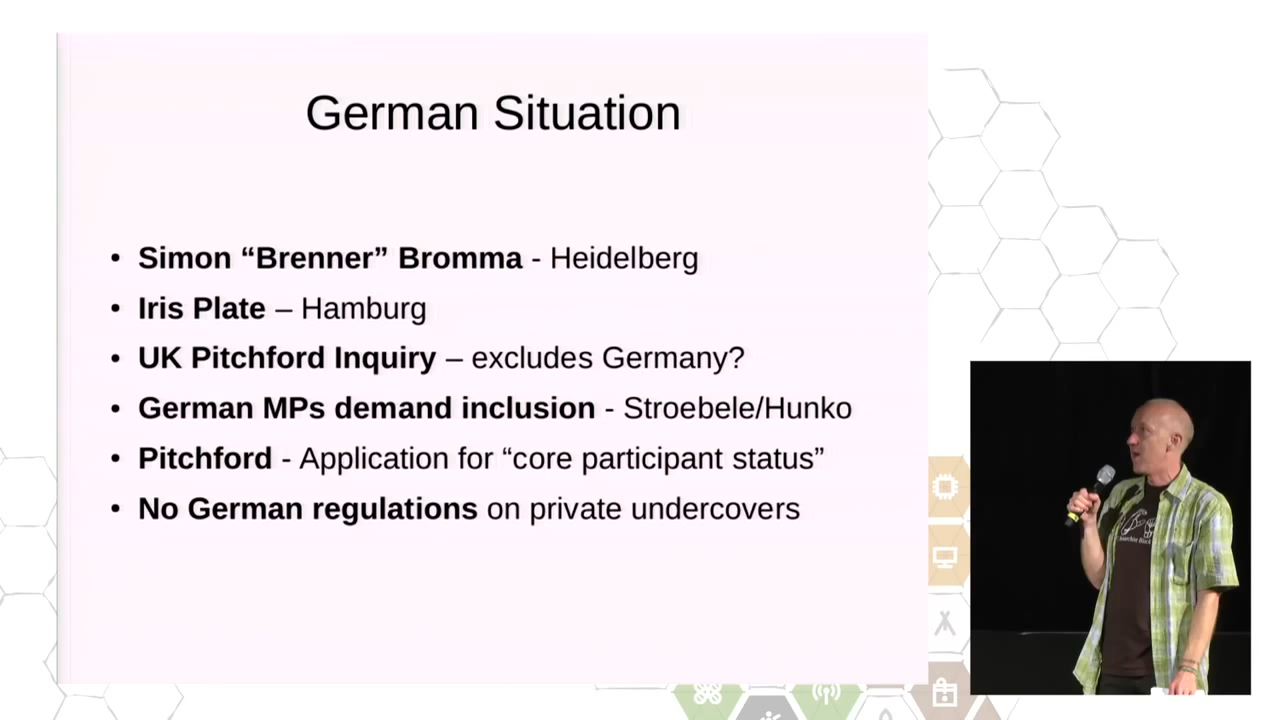 German Situation
• Simon “Brenner” Bromma - Heidelberg
• Iris Plate – Hamburg
• UK Pitchford Inquiry – excludes Germany?
• German MPs demand inclusion - Stroebele/Hunko
• Pitchford - Application for “core participant status”
• No German regulations on private undercovers